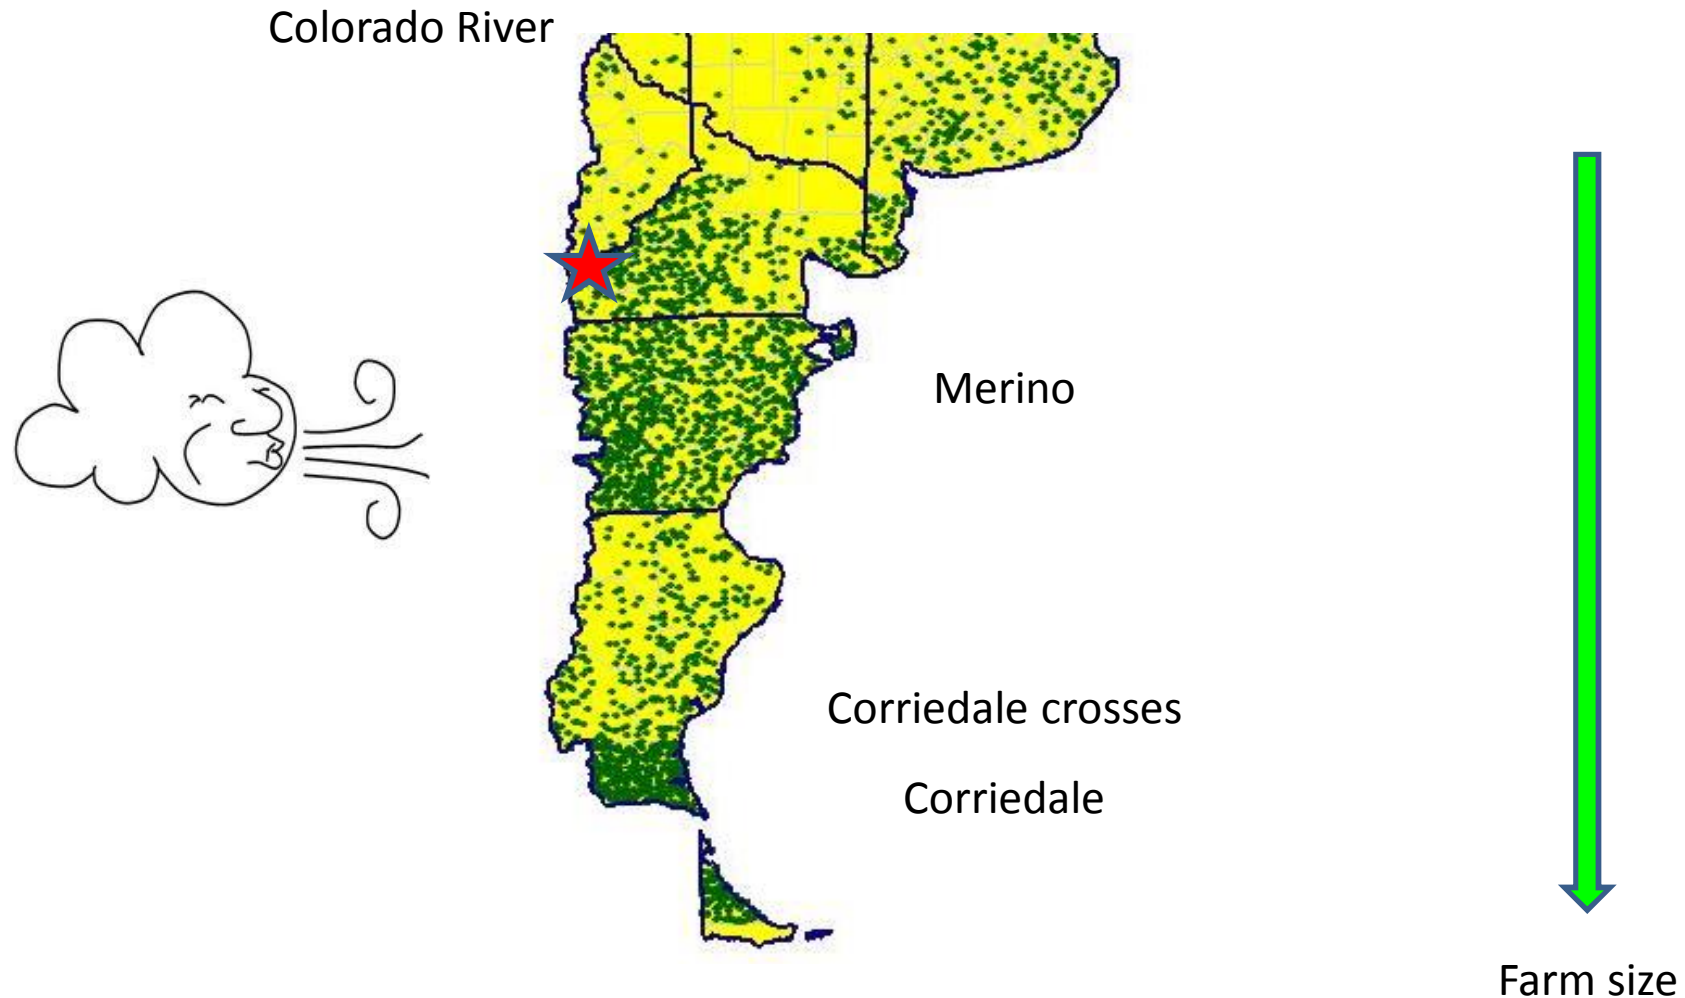 Colorado River
Merino
Corriedale crosses
Corriedale
Farm size